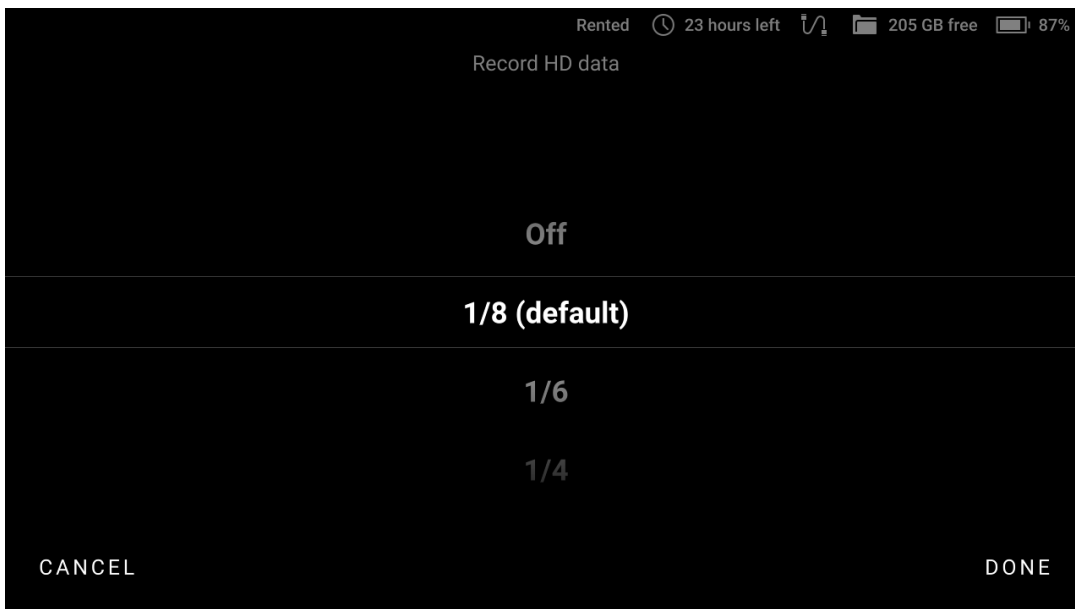 Rented 23 hours left 205 GB free 87%
Record HD data
Off
1/8 (default)
1/6
1/4
CANCEL DONE